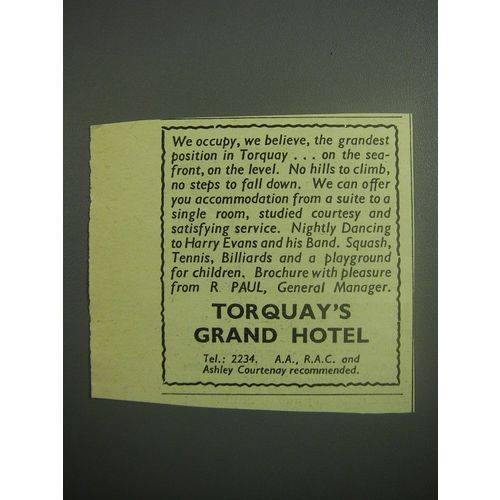 We occupy, we believe, the grandest
position in Torquay . . . on the sea-
front, on the level. No hills to climb,
no steps to fall down. We can offer
you accommodation from a suite to a
single room, studied courtesy and
satisfying service. Nightly Dancing
to Harry Evans and his Band. Squash,
Tennis, Billiards and a playground
for children. Brochure with pleasure
from R. PAUL, General Manager.
TORQUAY'S
GRAND HOTEL
Tel.: 2234. A.A., R.A.C. and
Ashley Courtenay recommended.